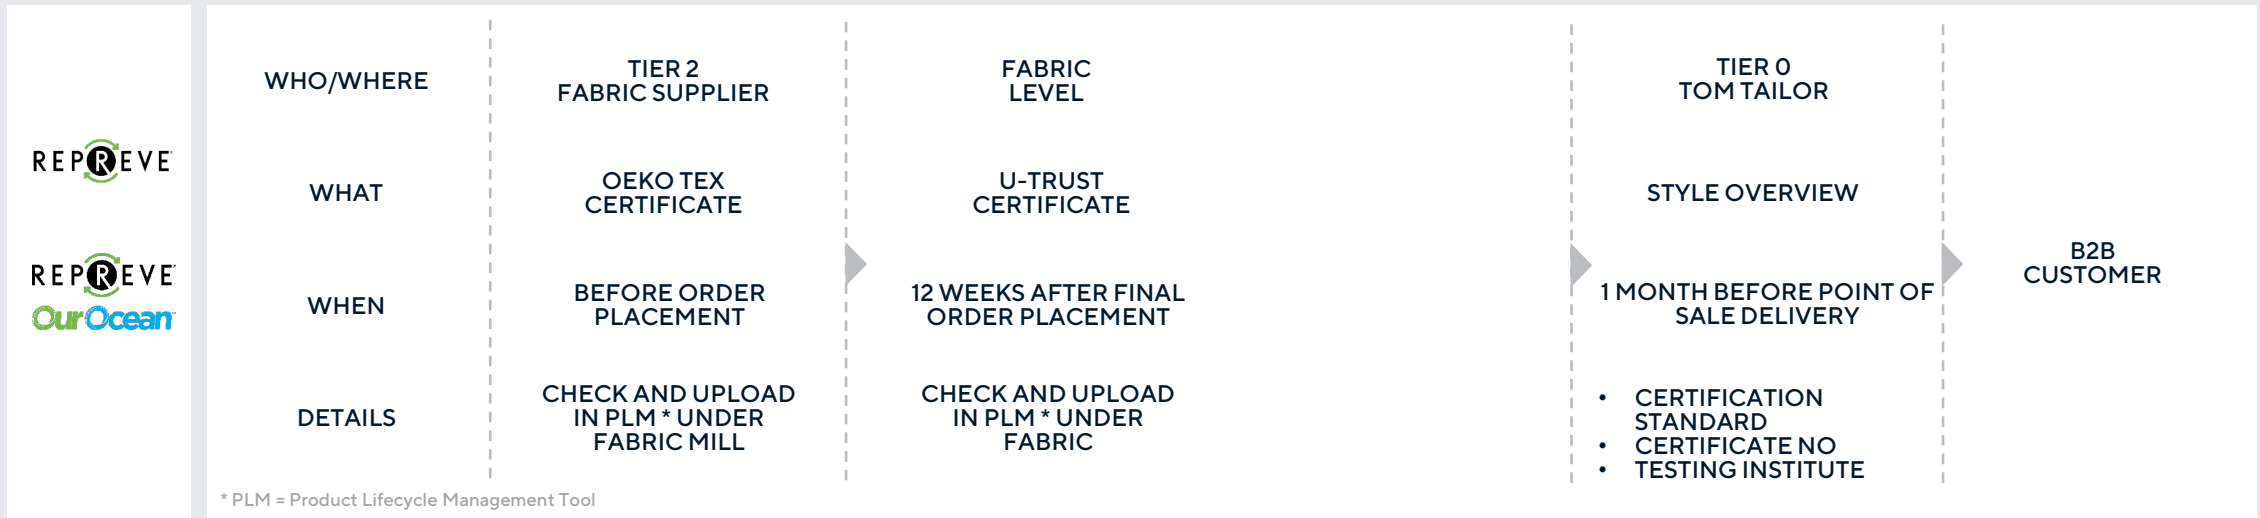 REPREVE
REPREVE
OurOcean
WHO/WHERE
WHAT
WHEN
DETAILS
TIER 2
FABRIC SUPPLIER
OEKO TEX
CERTIFICATE
BEFORE ORDER
PLACEMENT
CHECK AND UPLOAD
IN PLM * UNDER
FABRIC MILL
FABRIC
LEVEL
U-TRUST
CERTIFICATE
12 WEEKS AFTER FINAL
ORDER PLACEMENT
CHECK AND UPLOAD
IN PLM * UNDER
FABRIC
TIER 0
TOM TAILOR
STYLE OVERVIEW
1 MONTH BEFORE POINT OF
SALE DELIVERY
• CERTIFICATION
STANDARD
• CERTIFICATE NO
• TESTING INSTITUTE
B2B
CUSTOMER
* PLM = Product Lifecycle Management Tool